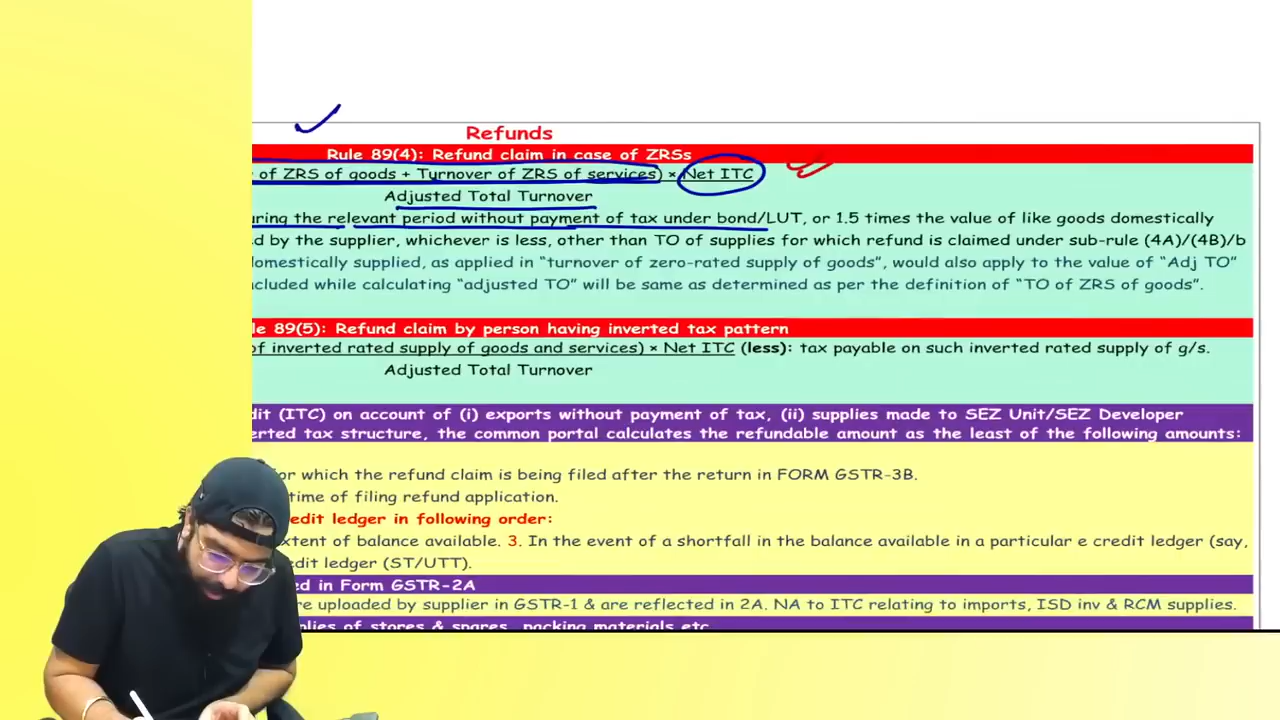 Refunds
Rule 89(4): Refund claim in case of ZRSs
of ZRS of goods + Turnover of ZRS of services) × Net ITC
Adjusted Total Turnover
uring the relevant period without payment of tax under bond/LUT, or 1.5 times the value of like goods domestically
d by the supplier, whichever is less, other than TO of supplies for which refund is claimed under sub-rule (4A)/(4B)/b
domestically supplied, as applied in “turnover of zero-rated supply of goods”, would also apply to the value of “Adj TO”
cluded while calculating “adjusted TO” will be same as determined as per the definition of “TO of ZRS of goods”.
le 89(5): Refund claim by person having inverted tax pattern
of inverted rated supply of goods and services) × Net ITC (less): tax payable on such inverted rated supply of g/s.
Adjusted Total Turnover
dit (ITC) on account of (i) exports without payment of tax, (ii) supplies made to SEZ Unit/SEZ Developer
erted tax structure, the common portal calculates the refundable amount as the least of the following amounts:
for which the refund claim is being filed after the return in FORM GSTR-3B.
time of filing refund application.
edit ledger in following order:
xtent of balance available. 3. In the event of a shortfall in the balance available in a particular e credit ledger (say,
edit ledger (ST/UTT).
ed in Form GSTR-2A
re uploaded by supplier in GSTR-1 & are reflected in 2A. NA to ITC relating to imports, ISD inv & RCM supplies.
plies of stores & spares, packing materials etc